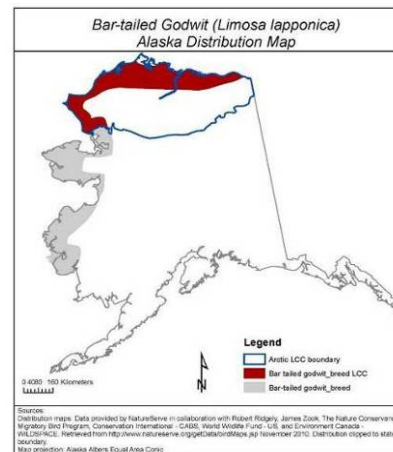 Bar-tailed Godwit (Limosa lapponica)
Alaska Distribution Map
Legend
Arctic LCC boundary
Bar tailed godwit_breed LCC
Bar-tailed godwit_breed
0 4080 160 Kilometers
N
Sources:
Distribution maps: Data provided by NatureServe in collaboration with Robert Ridgely, James Zook, The Nature Conservancy
Migratory Bird Program, Conservation International - CABS, World Wildlife Fund - US, and Environment Canada -
WILDSPACE. Retrieved from http://www.natureserve.org/getData/birdMaps.jsp November 2010. Distribution clipped to state
boundary.
Map projection: Alaska Albers Equal Area Conic